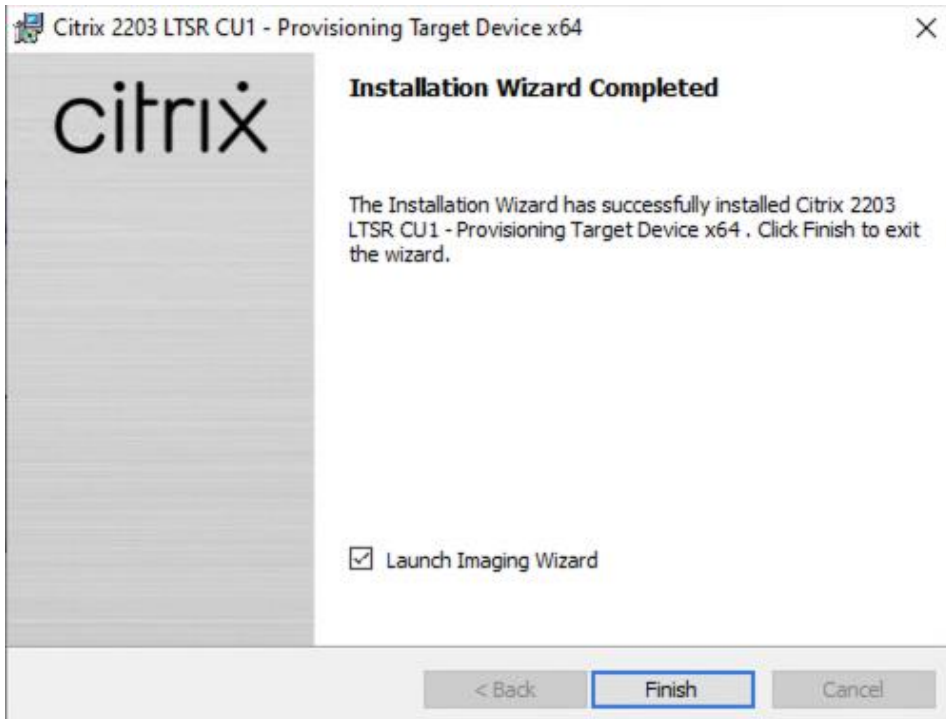 Citrix 2203 LTSR CU1 - Provisioning Target Device x64
citrix
Installation Wizard Completed
The Installation Wizard has successfully installed Citrix 2203
LTSR CU1 - Provisioning Target Device x64 . Click Finish to exit
the wizard.
Launch Imaging Wizard
< Back
Finish
Cancel